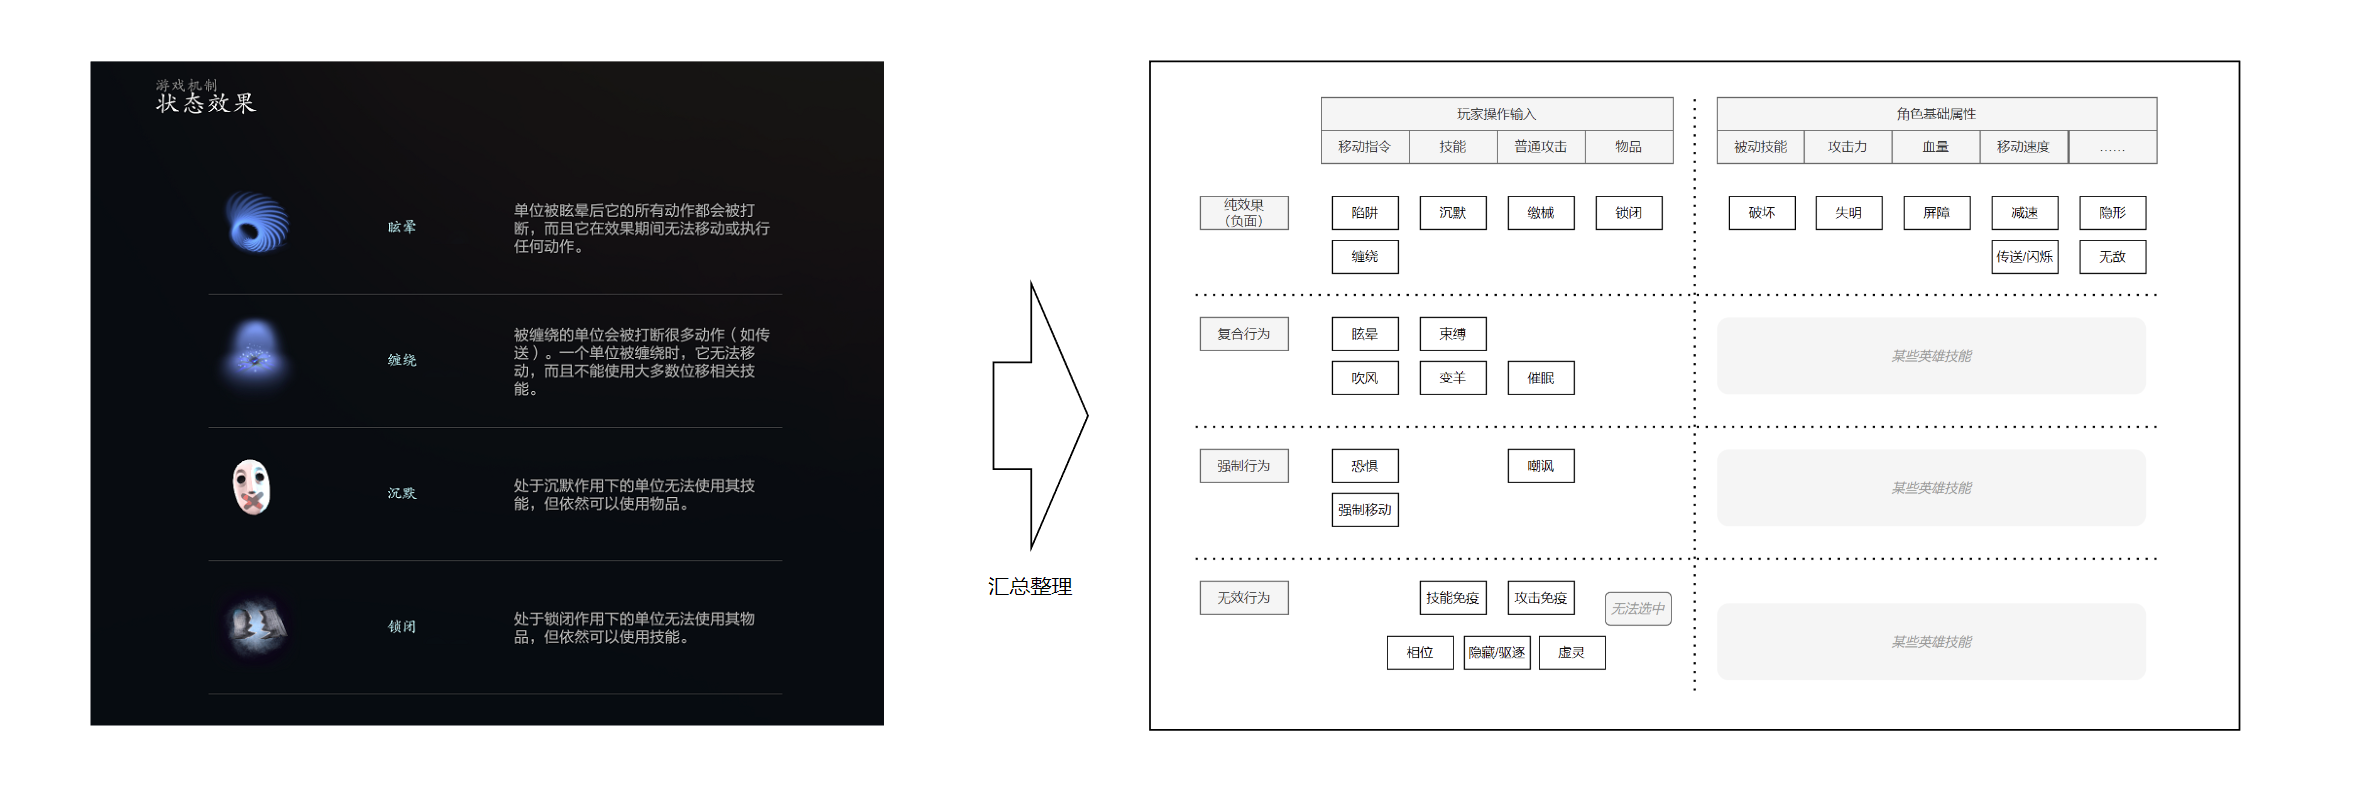 游戏机制
状态效果
眩晕
单位被眩晕后它的所有动作都会被打
断，而且它在效果期间无法移动或执行
任何动作。
缠绕
被缠绕的单位会被打断很多动作（如传
送）。一个单位被缠绕时，它无法移
动，而且不能使用大多数位移相关技
能。
沉默
处于沉默作用下的单位无法使用其技
能，但依然可以使用物品。
锁闭
处于锁闭作用下的单位无法使用其物
品，但依然可以使用技能。
汇总整理
玩家操作输入
移动指令 技能 普通攻击 物品
角色基础属性
被动技能 攻击力 血量 移动速度 ……
纯效果
（负面）
陷阱 沉默 缴械 锁闭
缠绕
破坏 失明 屏障 减速 隐形
传送/闪烁 无敌
复合行为
眩晕 束缚
吹风 变羊 催眠
某些英雄技能
强制行为
恐惧 嘲讽
强制移动
某些英雄技能
无效行为
技能免疫 攻击免疫 无法选中
相位 隐藏/驱逐 虚灵
某些英雄技能